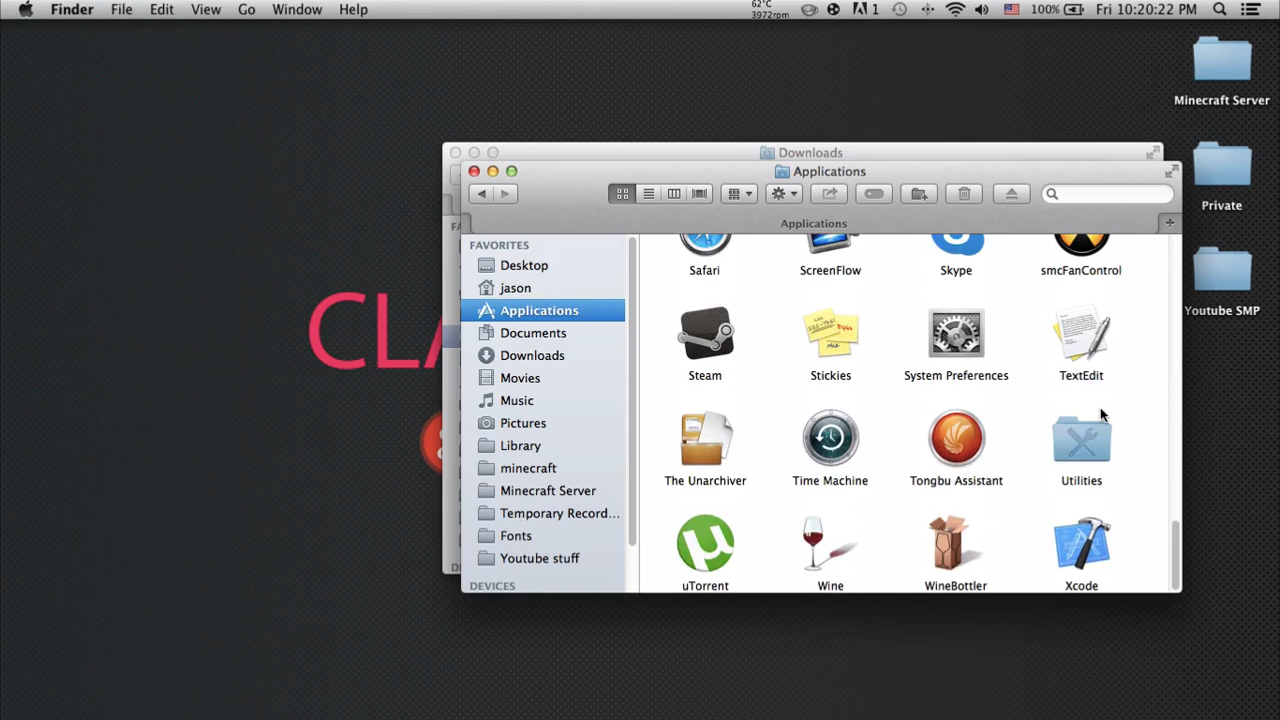 Finder File Edit View Go Window Help
62°C
3972rpm
1
100%
Fri 10:20:22 PM
Minecraft Server
Private
Youtube SMP
CLA
Downloads
Applications
Applications
FAVORITES
Desktop
jason
Applications
Documents
Downloads
Movies
Music
Pictures
Library
minecraft
Minecraft Server
Temporary Record...
Fonts
Youtube stuff
DEVICES
Safari ScreenFlow Skype smcFanControl
Steam Stickies System Preferences TextEdit
The Unarchiver Time Machine Tongbu Assistant Utilities
uTorrent Wine WineBottler Xcode